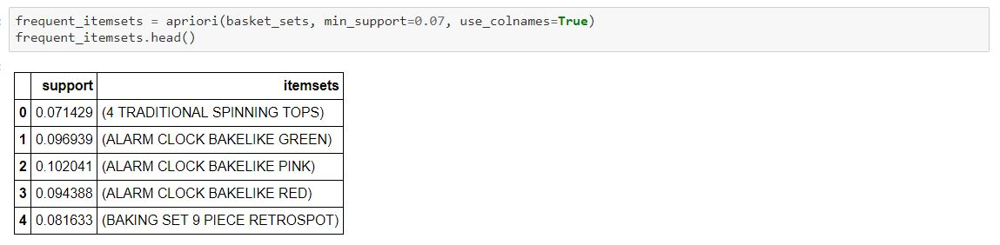 frequent_itemsets = apriori(basket_sets, min_support=0.07, use_colnames=True)
frequent_itemsets.head()
support itemsets
0 0.071429 (4 TRADITIONAL SPINNING TOPS)
1 0.096939 (ALARM CLOCK BAKELIKE GREEN)
2 0.102041 (ALARM CLOCK BAKELIKE PINK)
3 0.094388 (ALARM CLOCK BAKELIKE RED)
4 0.081633 (BAKING SET 9 PIECE RETROSPOT)